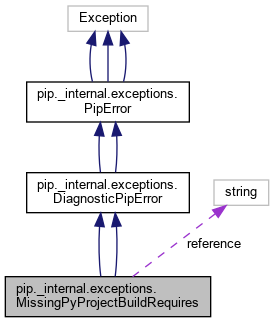 Exception
pip._internal.exceptions.
PipError
pip._internal.exceptions.
DiagnosticPipError
string
reference
pip._internal.exceptions.
MissingPyProjectBuildRequires